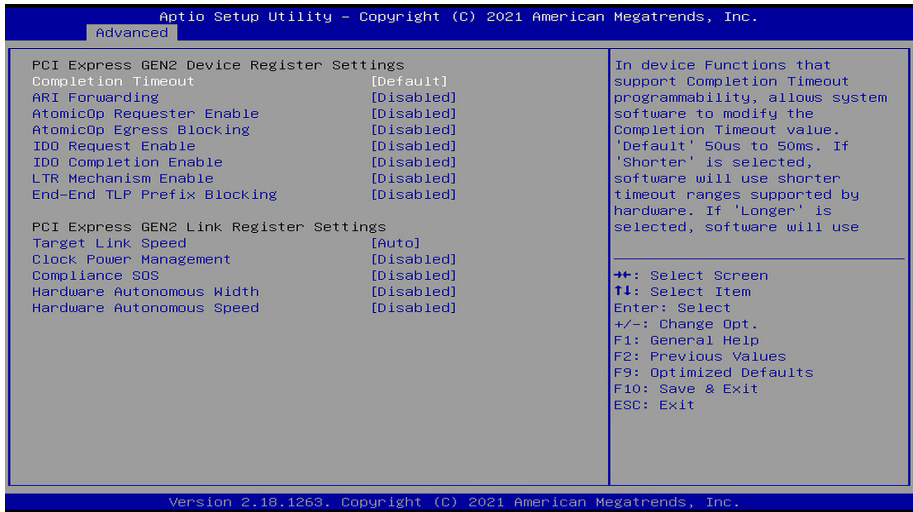 Aptio Setup Utility – Copyright (C) 2021 American Megatrends, Inc.
Advanced
PCI Express GEN2 Device Register Settings
Completion Timeout [Default]
ARI Forwarding [Disabled]
AtomicOp Requester Enable [Disabled]
AtomicOp Egress Blocking [Disabled]
IDO Request Enable [Disabled]
IDO Completion Enable [Disabled]
LTR Mechanism Enable [Disabled]
End-End TLP Prefix Blocking [Disabled]
PCI Express GEN2 Link Register Settings
Target Link Speed [Auto]
Clock Power Management [Disabled]
Compliance SOS [Disabled]
Hardware Autonomous Width [Disabled]
Hardware Autonomous Speed [Disabled]
In device Functions that
support Completion Timeout
programmability, allows system
software to modify the
Completion Timeout value.
'Default' 50us to 50ms. If
'Shorter' is selected,
software will use shorter
timeout ranges supported by
hardware. If 'Longer' is
selected, software will use
→←: Select Screen
↑↓: Select Item
Enter: Select
+/-: Change Opt.
F1: General Help
F2: Previous Values
F9: Optimized Defaults
F10: Save & Exit
ESC: Exit
Version 2.18.1263. Copyright (C) 2021 American Megatrends, Inc.